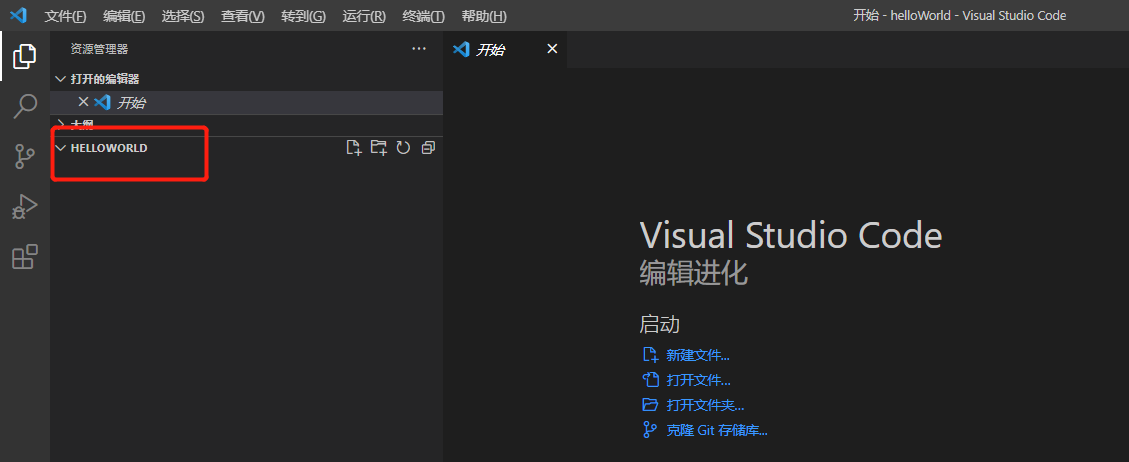 文件(F) 编辑(E) 选择(S) 查看(V) 转到(G) 运行(R) 终端(T) 帮助(H) 开始 - helloWorld - Visual Studio Code
资源管理器 ···
开始
打开的编辑器
开始
大纲
HELLOWORLD
Visual Studio Code
编辑进化
启动
新建文件...
打开文件...
打开文件夹...
克隆 Git 存储库...